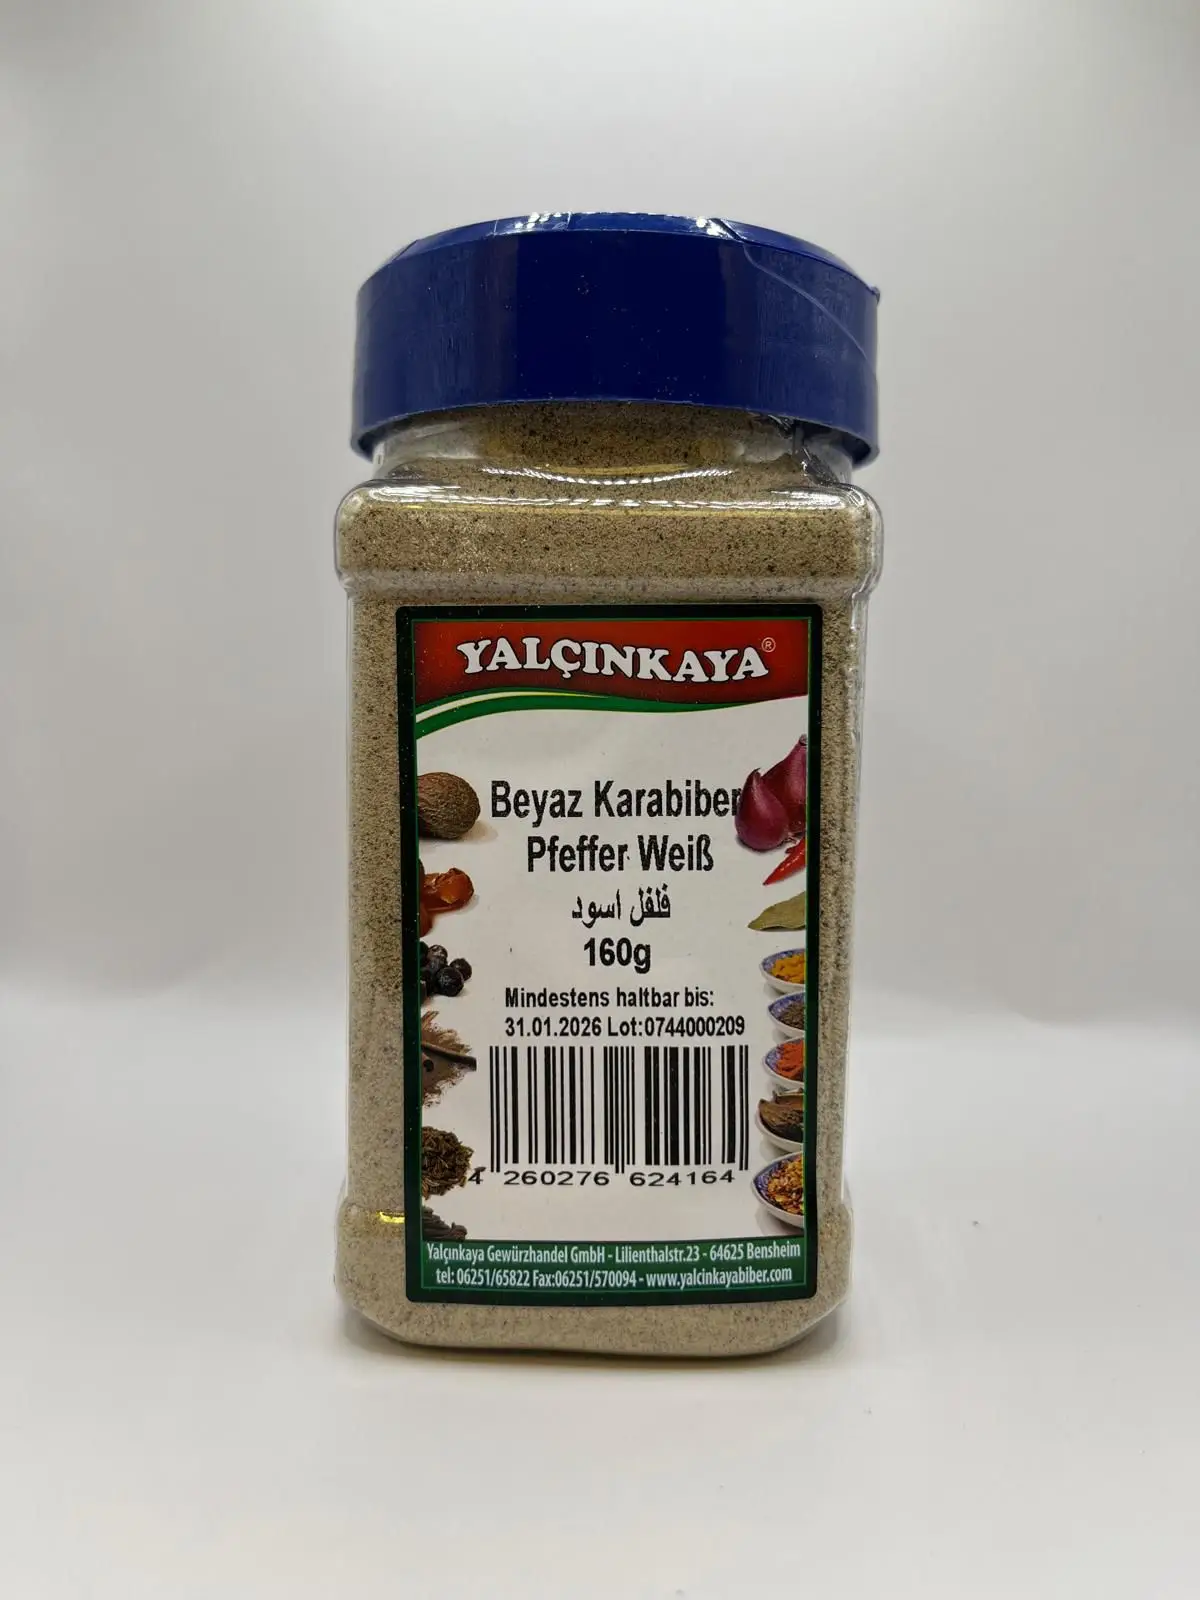 YALÇINKAYA®
Beyaz Karabiber
Pfeffer Weiß
فلفل اسود
160g
Mindestens haltbar bis:
31.01.2026 Lot:0744000209
4 260276 624164
Yalçınkaya Gewürzhandel GmbH - Lilienthalstr.23 - 64625 Bensheim
tel: 06251/65822 Fax:06251/570094 - www.yalcinkayabiber.com